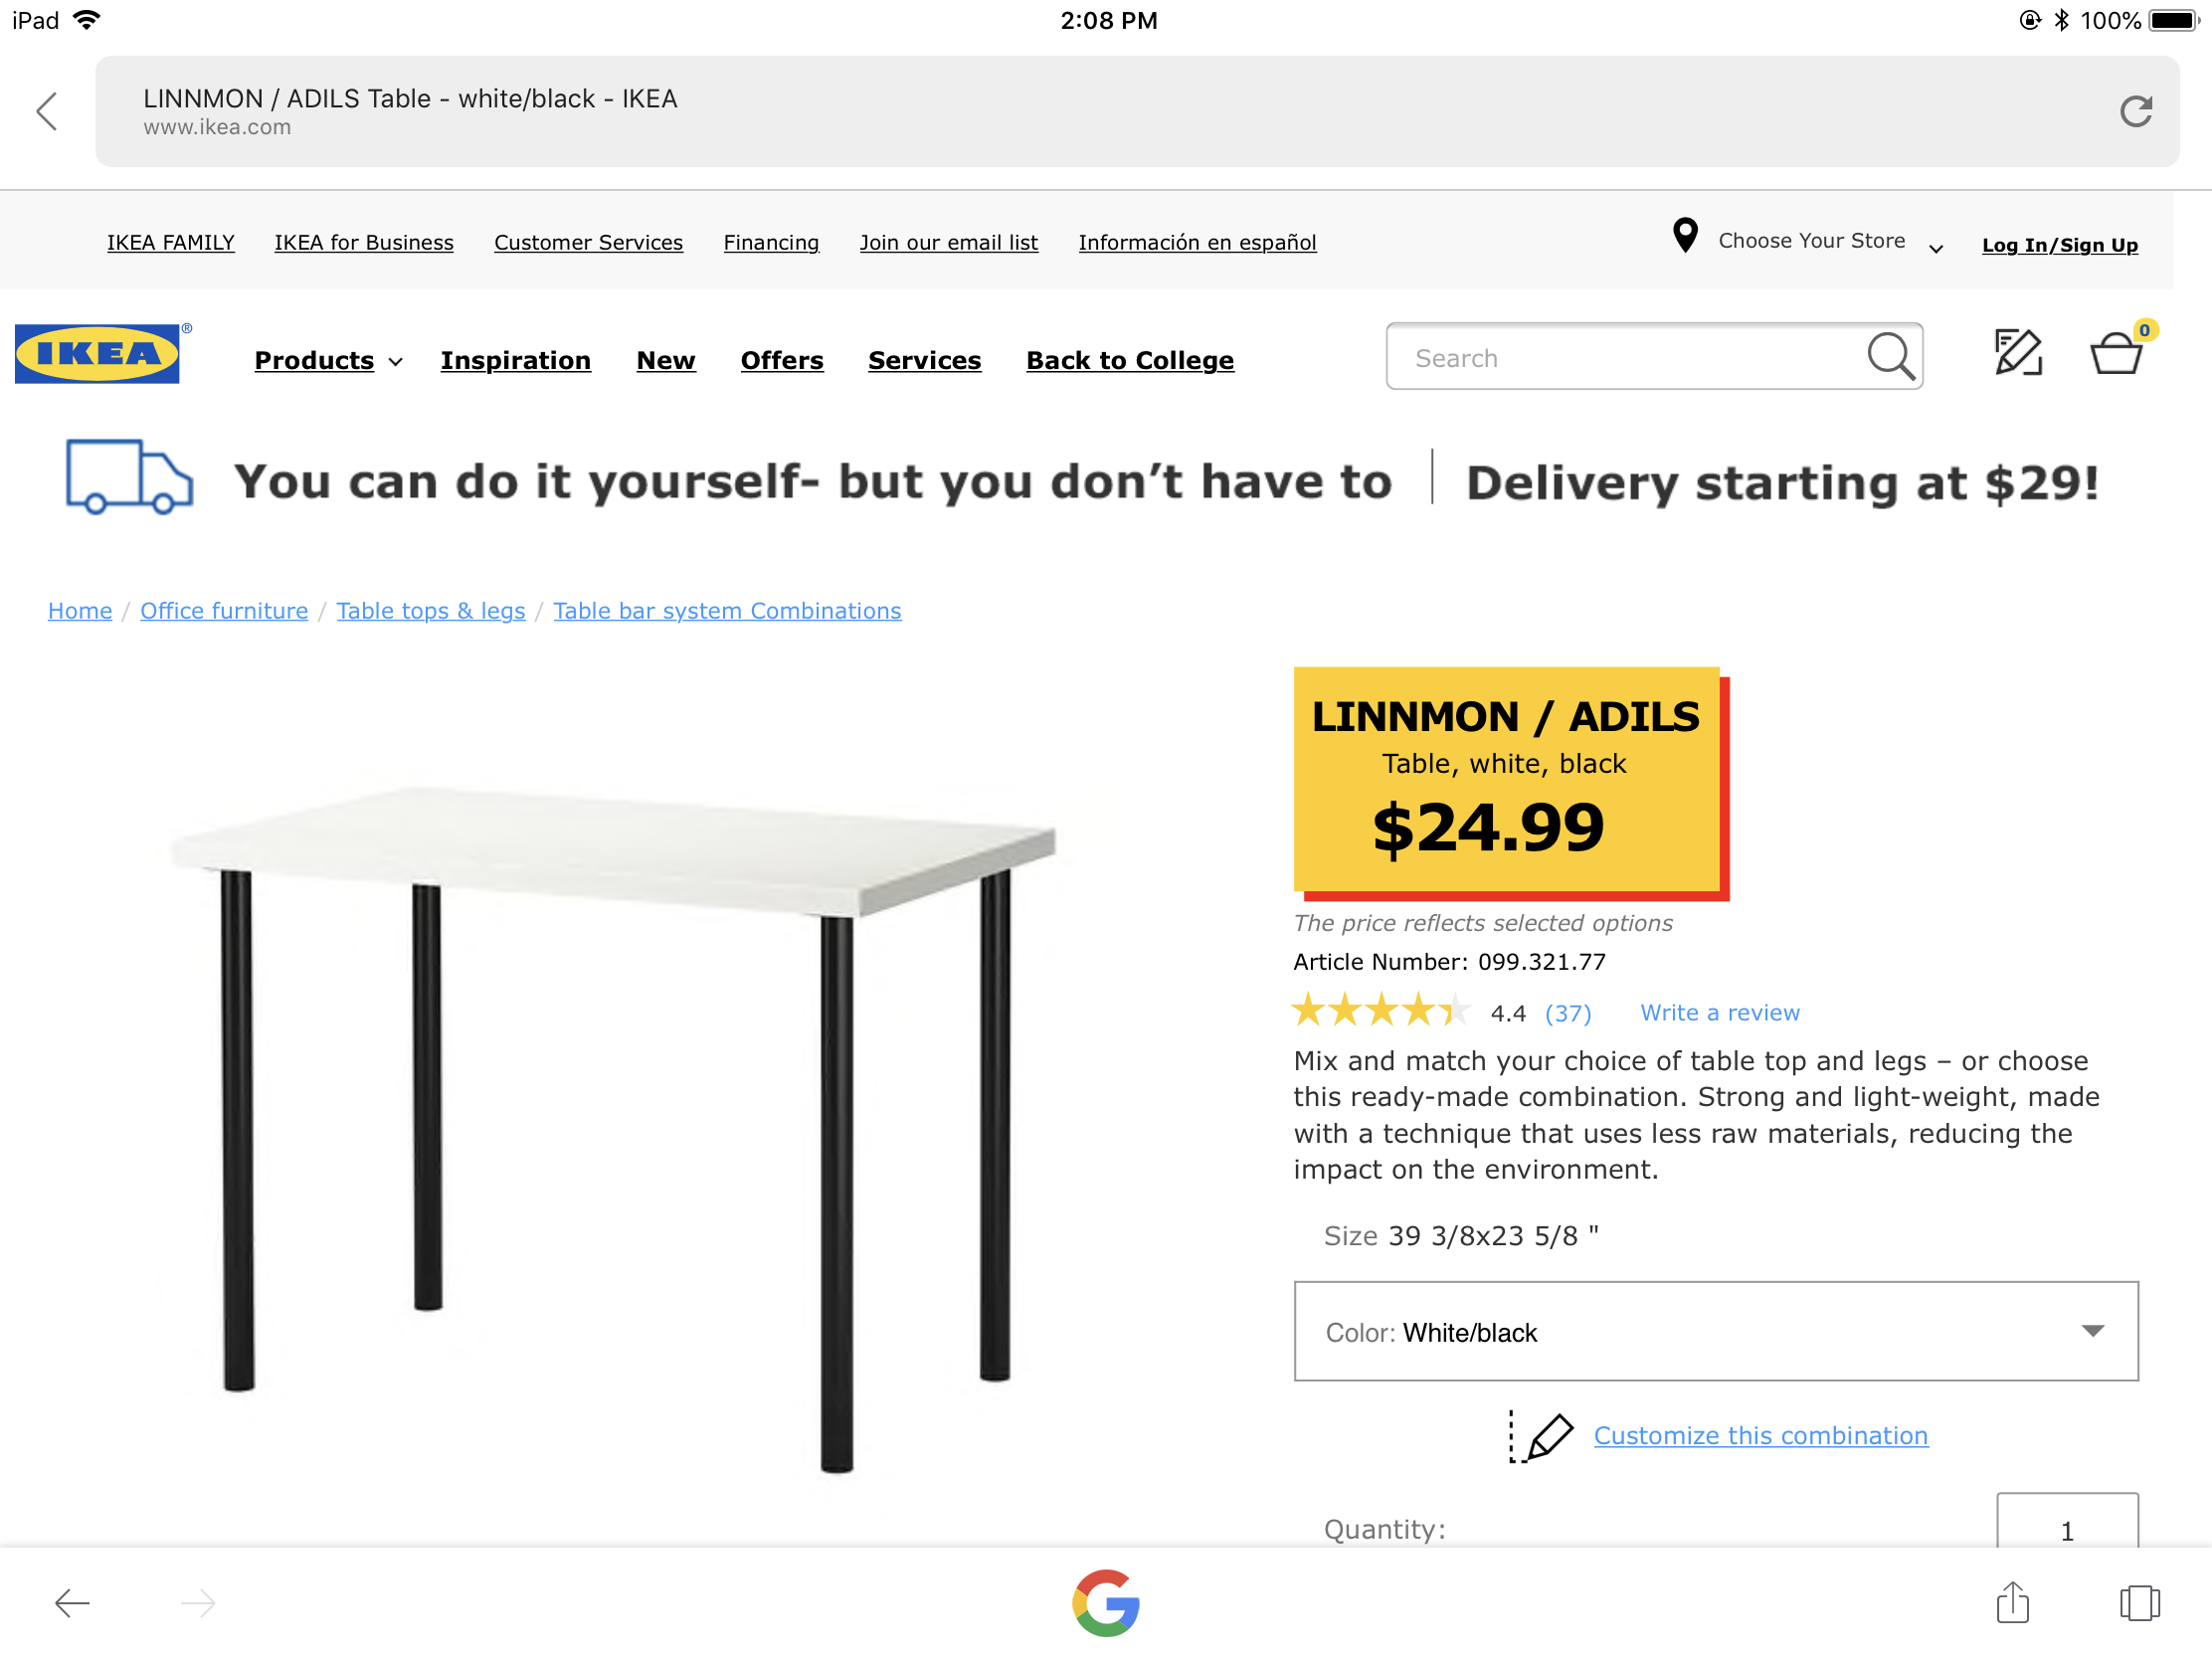 iPad 2:08 PM 100%
LINNMON / ADILS Table - white/black - IKEA
www.ikea.com
IKEA FAMILY IKEA for Business Customer Services Financing Join our email list Información en español Choose Your Store Log In/Sign Up
IKEA® Products Inspiration New Offers Services Back to College Search 0
You can do it yourself- but you don’t have to | Delivery starting at $29!
Home / Office furniture / Table tops & legs / Table bar system Combinations
LINNMON / ADILS
Table, white, black
$24.99
The price reflects selected options
Article Number: 099.321.77
4.4 (37) Write a review
Mix and match your choice of table top and legs – or choose
this ready-made combination. Strong and light-weight, made
with a technique that uses less raw materials, reducing the
impact on the environment.
Size 39 3/8x23 5/8 "
Color: White/black
Customize this combination
Quantity: 1
G